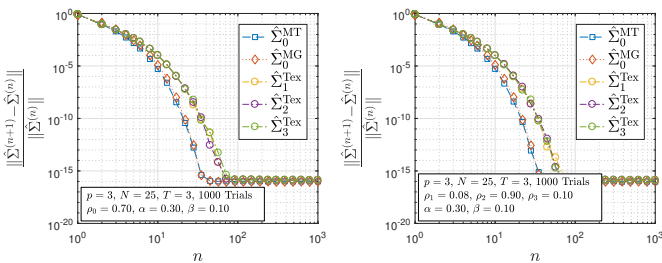 10^0
10^-5
10^-10
10^-15
10^-20
10^0
10^1
10^2
10^3
n
||Σ̂^(n+1) − Σ̂^(n)||
||Σ̂^(n)||
Σ̂_0^MT
Σ̂_0^MG
Σ̂_1^Tex
Σ̂_2^Tex
Σ̂_3^Tex
p = 3, N = 25, T = 3, 1000 Trials
ρ_0 = 0.70, α = 0.30, β = 0.10
10^0
10^-5
10^-10
10^-15
10^-20
10^0
10^1
10^2
10^3
n
||Σ̂^(n+1) − Σ̂^(n)||
||Σ̂^(n)||
Σ̂_0^MT
Σ̂_0^MG
Σ̂_1^Tex
Σ̂_2^Tex
Σ̂_3^Tex
p = 3, N = 25, T = 3, 1000 Trials
ρ_1 = 0.08, ρ_2 = 0.90, ρ_3 = 0.10
α = 0.30, β = 0.10